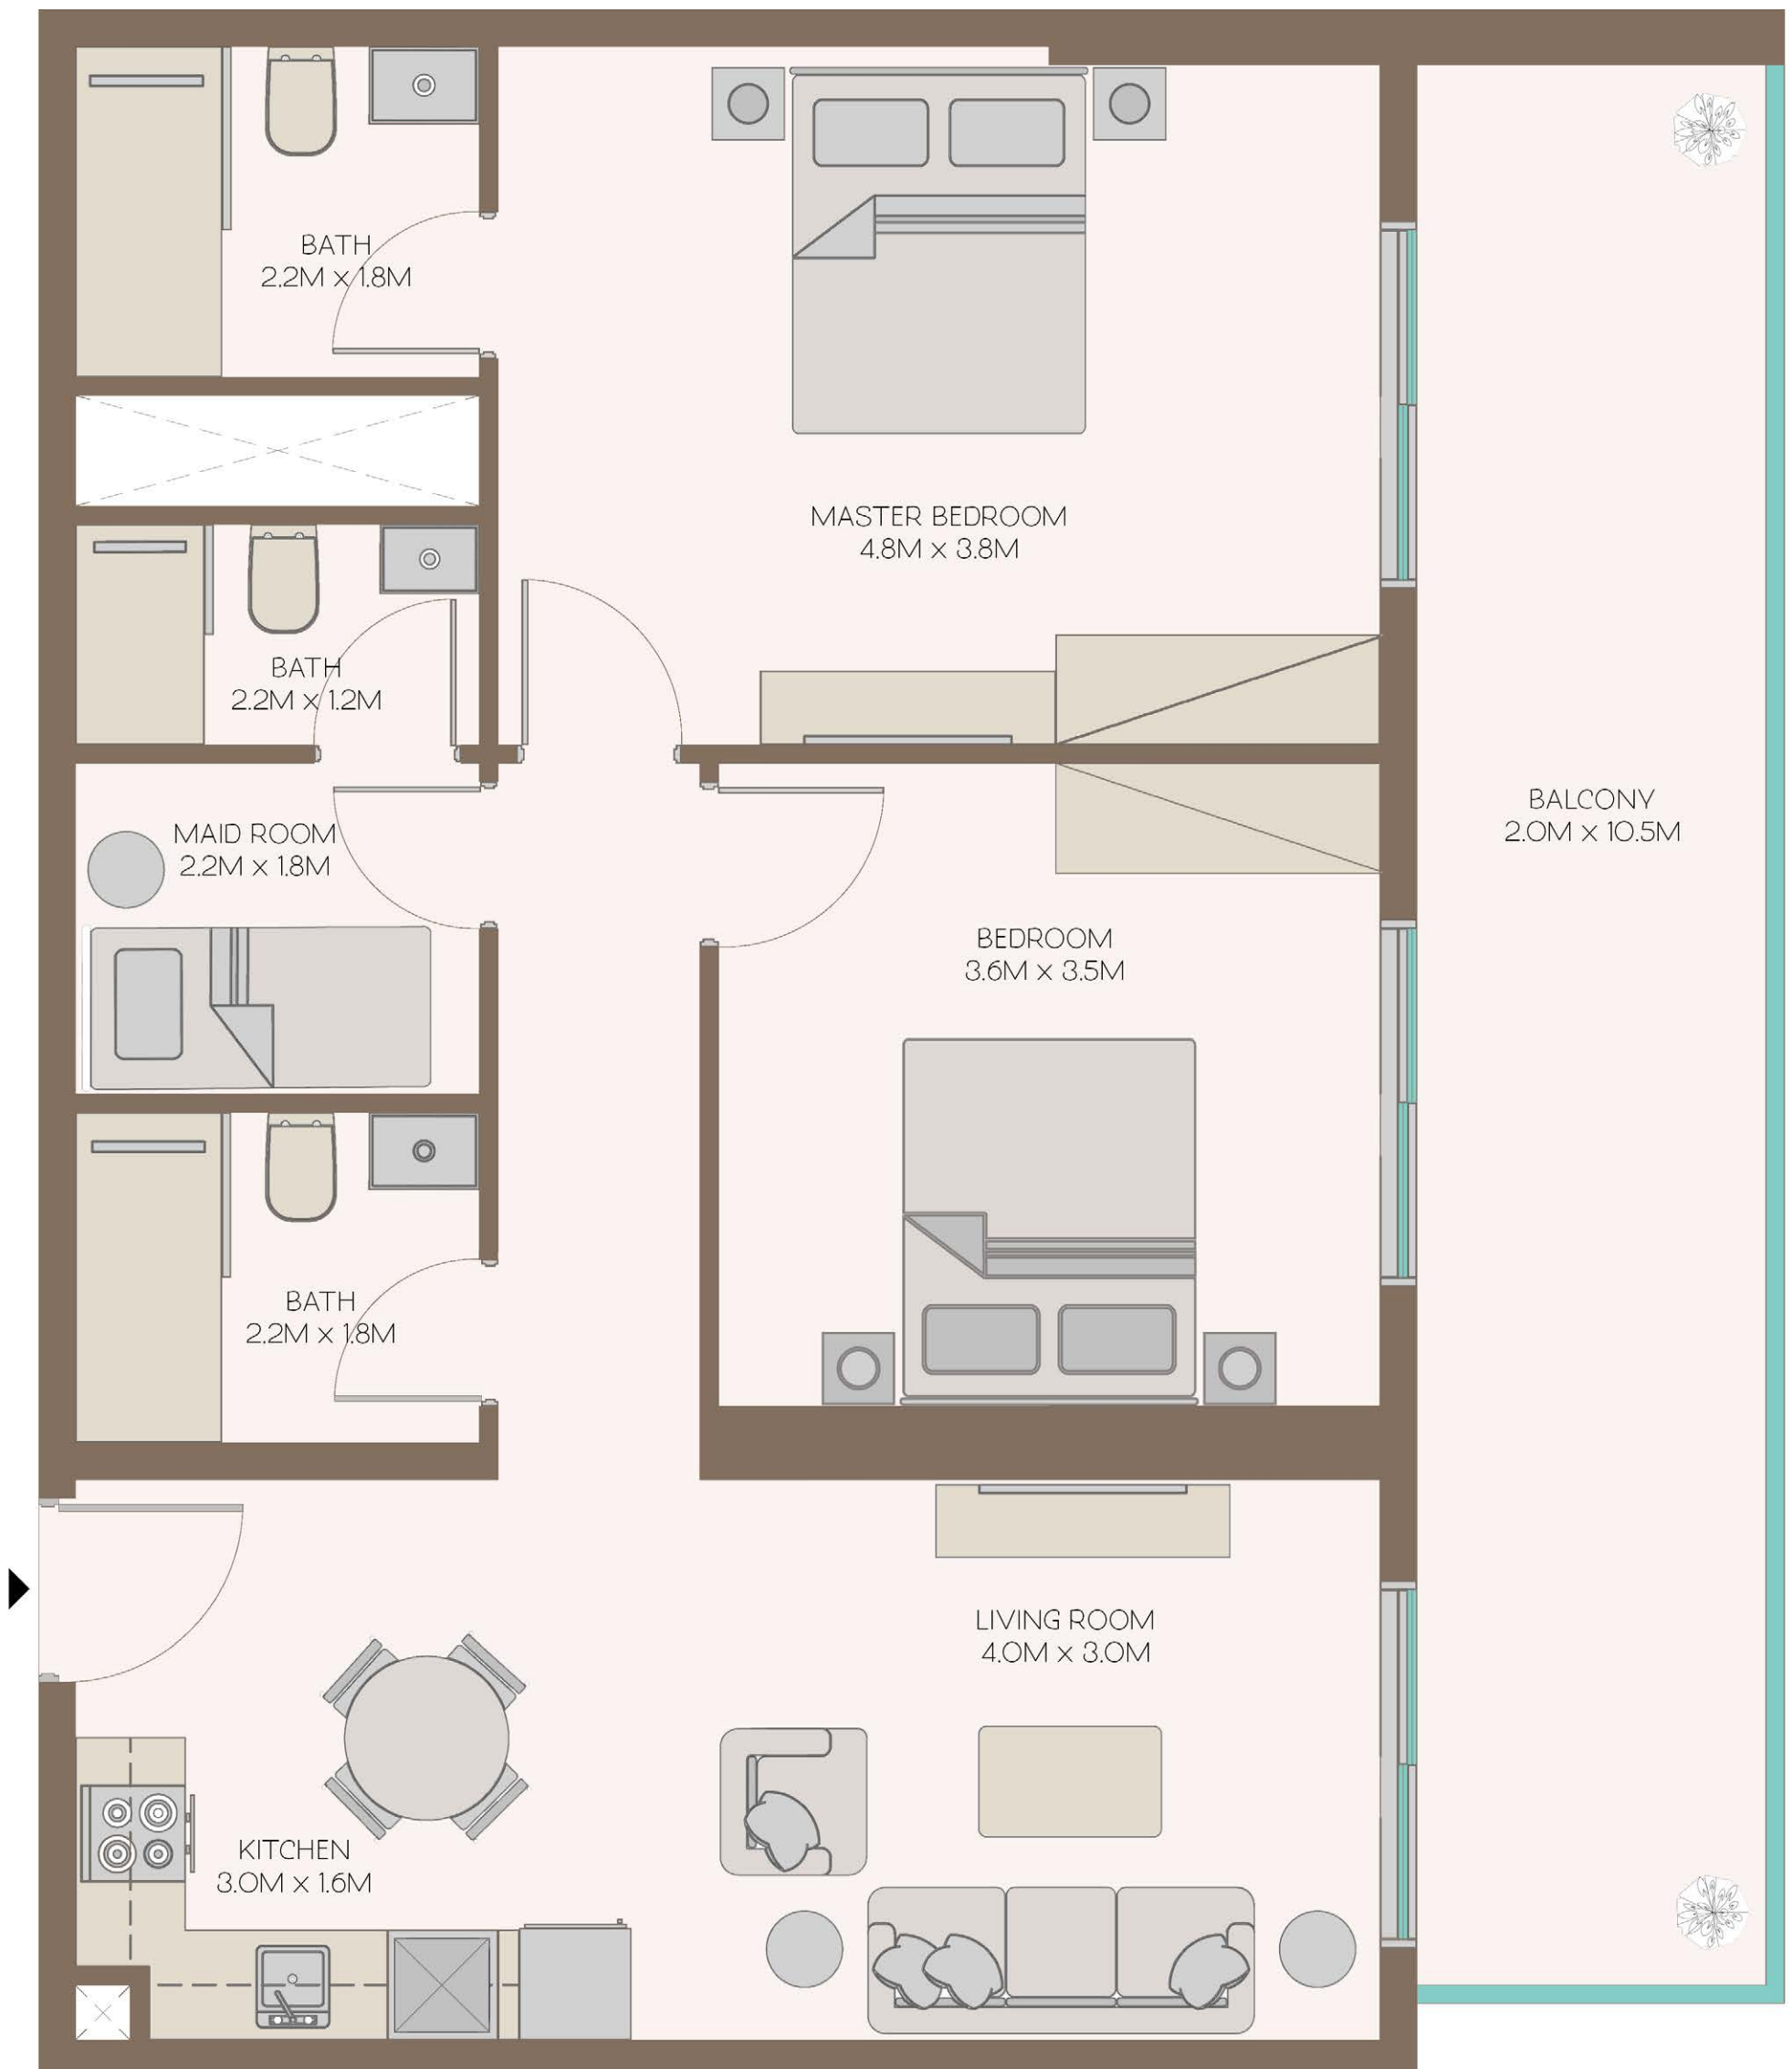 BATH
2.2M x 1.8M
MASTER BEDROOM
4.8M x 3.8M
BATH
2.2M x 1.2M
MAID ROOM
2.2M x 1.8M
BALCONY
2.0M x 10.5M
BEDROOM
3.6M x 3.5M
BATH
2.2M x 1.8M
LIVING ROOM
4.0M x 3.0M
KITCHEN
3.0M x 1.6M